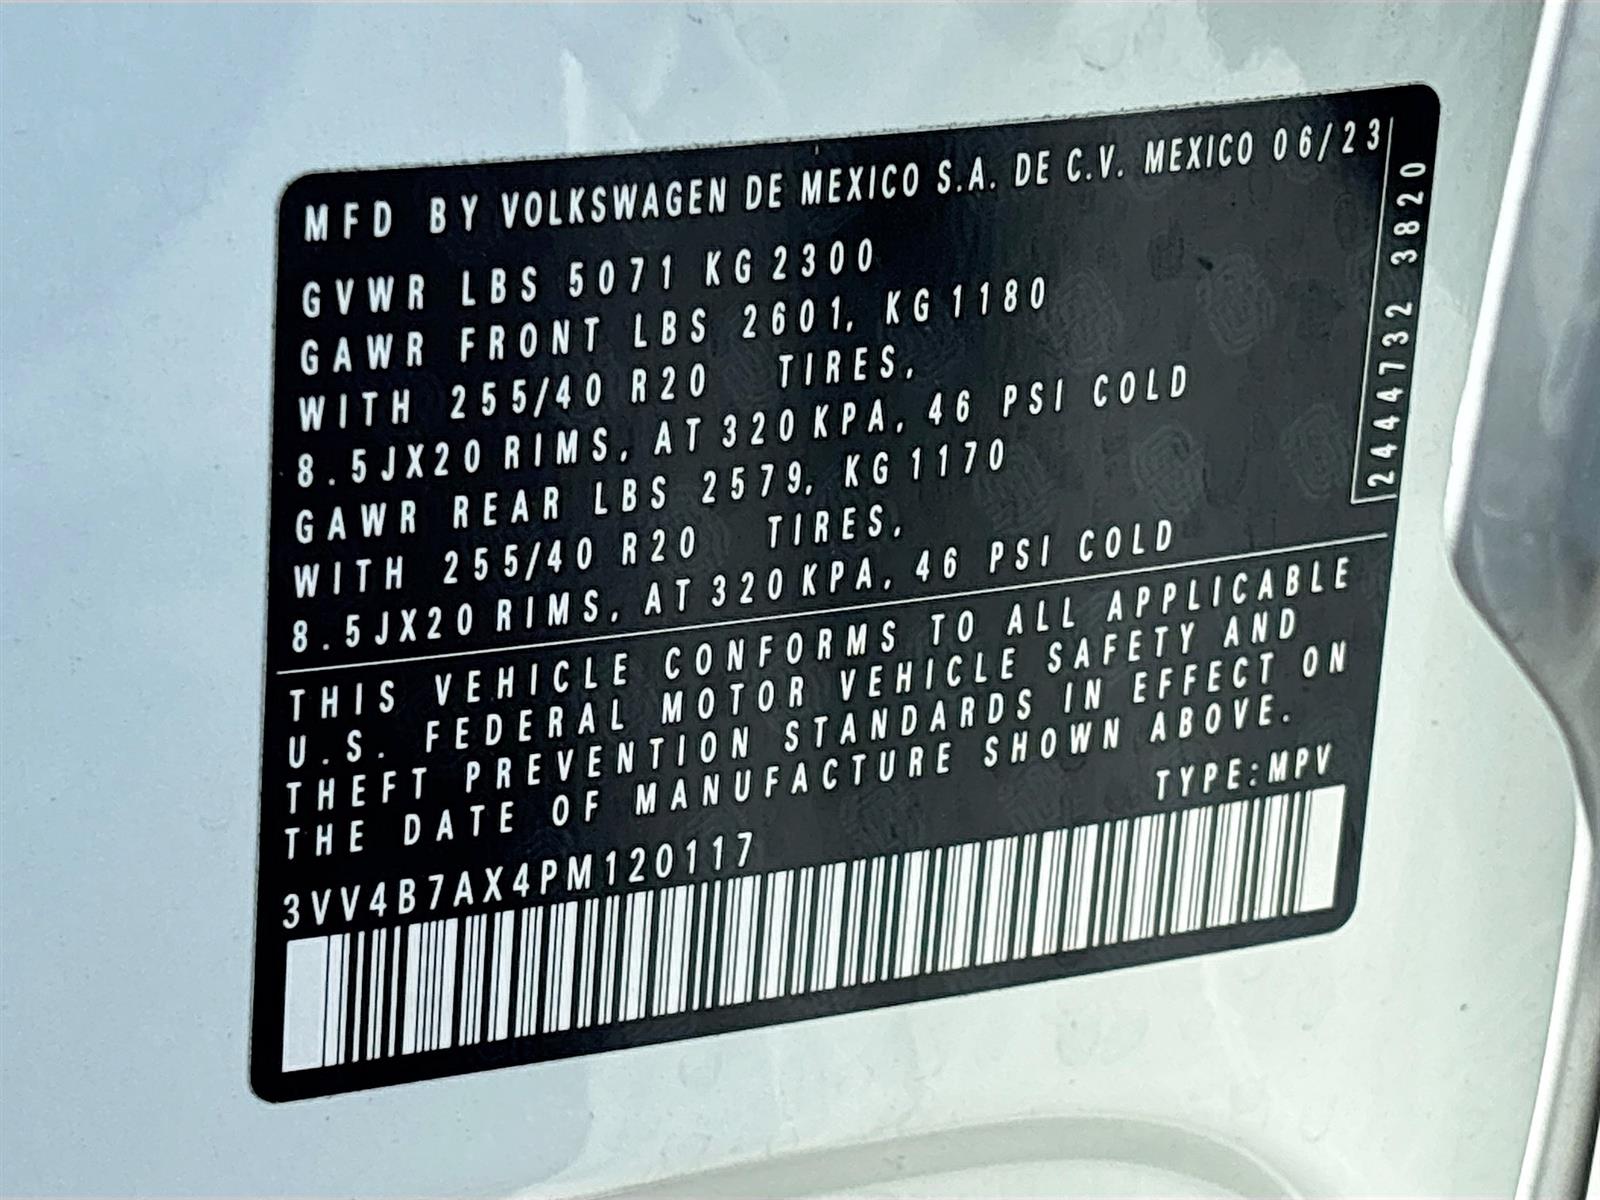 MFD BY VOLKSWAGEN DE MEXICO S.A. DE C.V. MEXICO 06/23
GVWR LBS 5071 KG 2300
GAWR FRONT LBS 2601, KG 1180
WITH 255/40 R20 TIRES,
8.5JX20 RIMS, AT 320 KPA, 46 PSI COLD
GAWR REAR LBS 2579, KG 1170
WITH 255/40 R20 TIRES,
8.5JX20 RIMS, AT 320 KPA, 46 PSI COLD
2444732 3820
THIS VEHICLE CONFORMS TO ALL APPLICABLE
U.S. FEDERAL MOTOR VEHICLE SAFETY AND
THEFT PREVENTION STANDARDS IN EFFECT ON
THE DATE OF MANUFACTURE SHOWN ABOVE.
TYPE:MPV
3VV4B7AX4PM120117